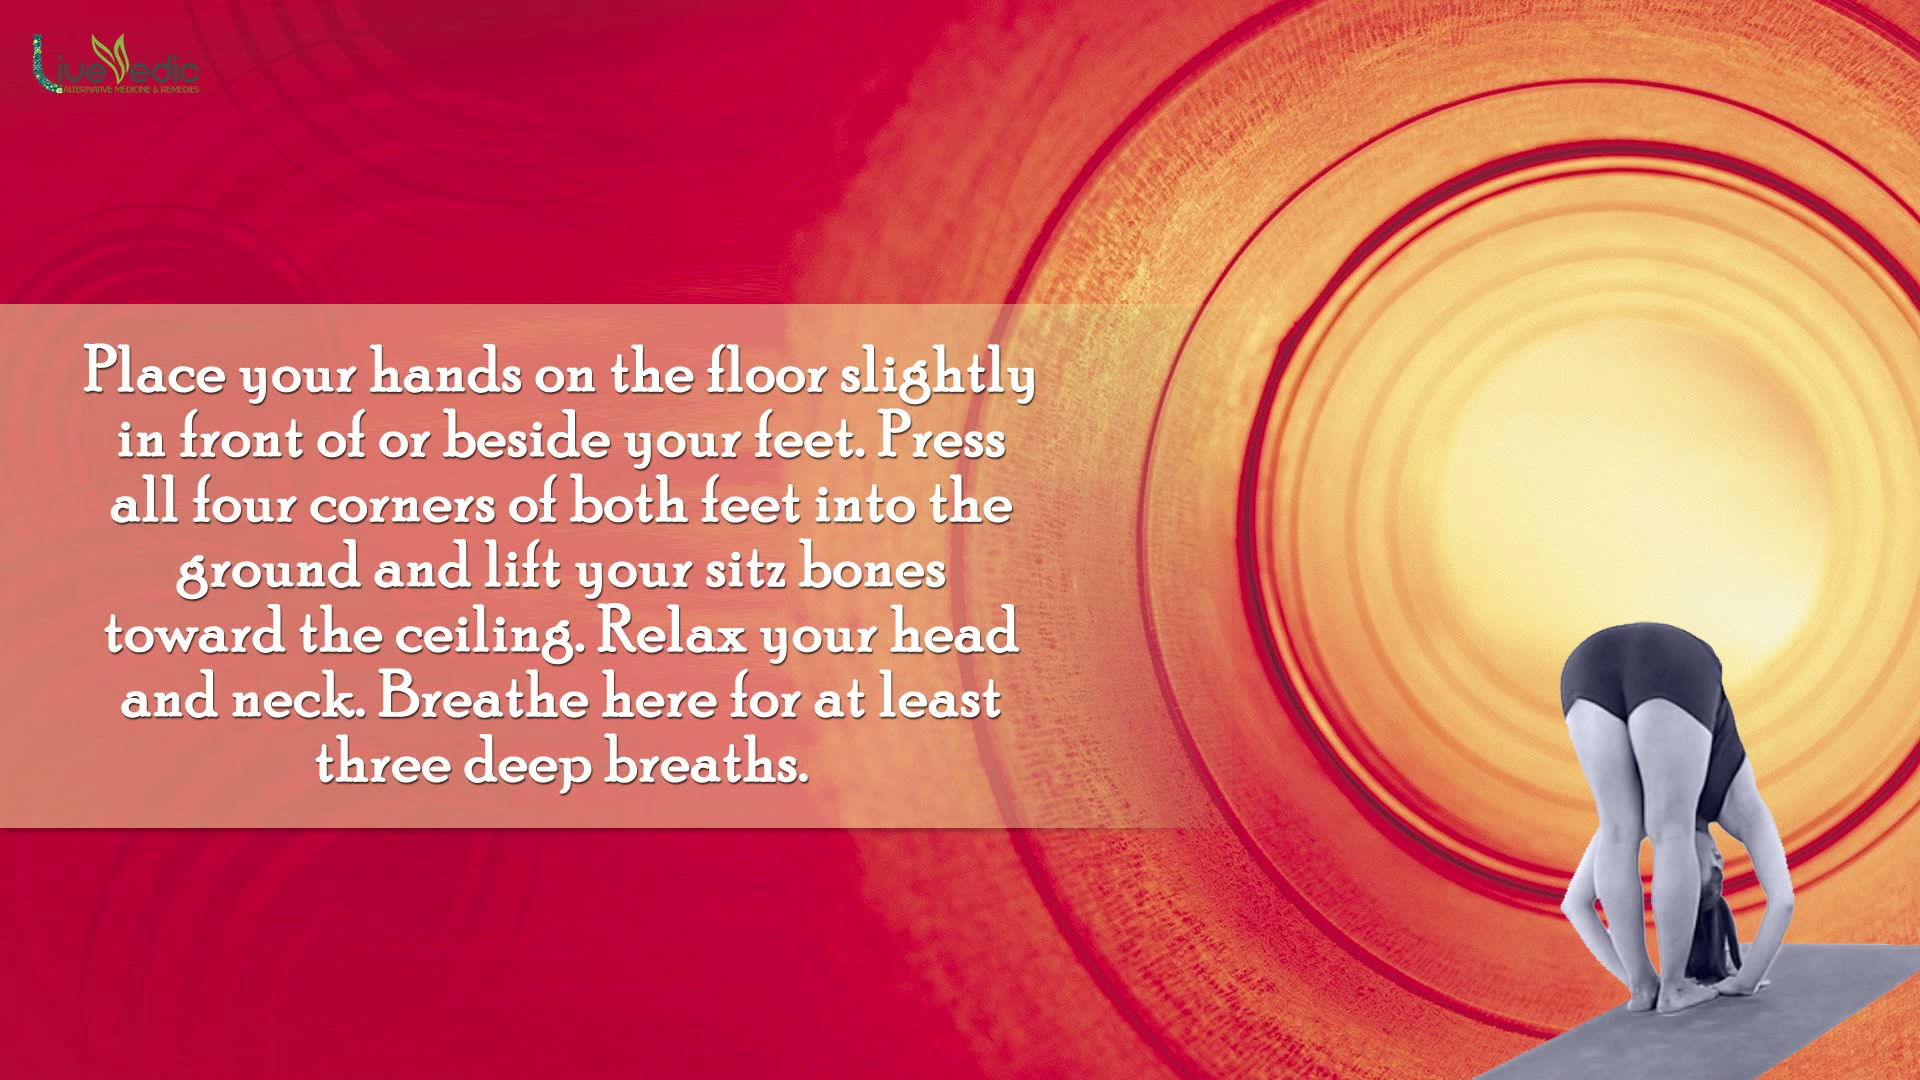 LiveVedic
ALTERNATIVE MEDICINE & REMEDIES
Place your hands on the floor slightly
in front of or beside your feet. Press
all four corners of both feet into the
ground and lift your sitz bones
toward the ceiling. Relax your head
and neck. Breathe here for at least
three deep breaths.